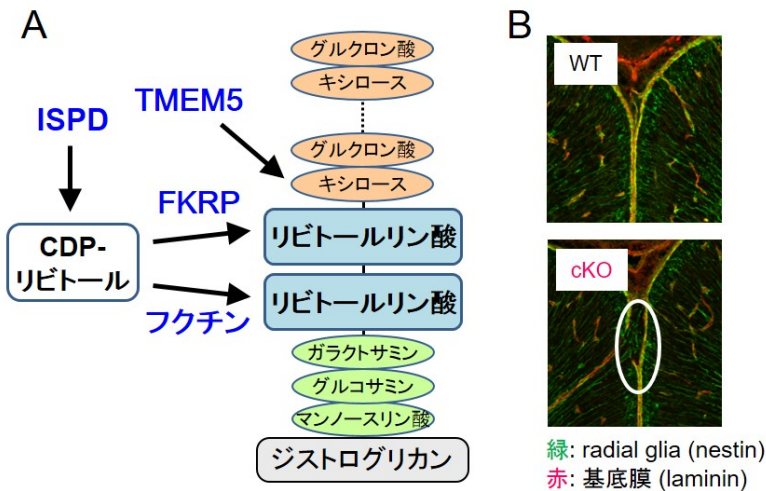 A
グルクロン酸
キシロース
TMEM5
ISPD
グルクロン酸
キシロース
FKRP
リビトールリン酸
CDP-
リビトール
リビトールリン酸
フクチン
ガラクトサミン
グルコサミン
マンノースリン酸
ジストログリカン
B
WT
cKO
緑: radial glia (nestin)
赤: 基底膜 (laminin)